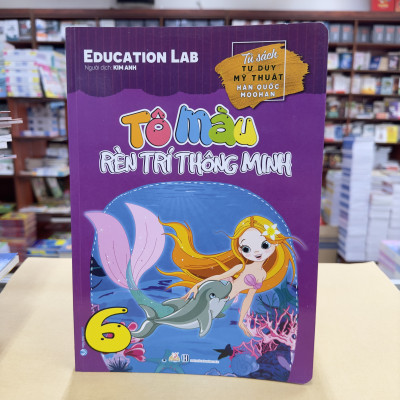 EDUCATION LAB
Người dịch: KIM ANH
Tủ sách
TƯ DUY
MỸ THUẬT
HÀN QUỐC
MOOHAN
TÔ MÀU
RÈN TRÍ THÔNG MINH
6